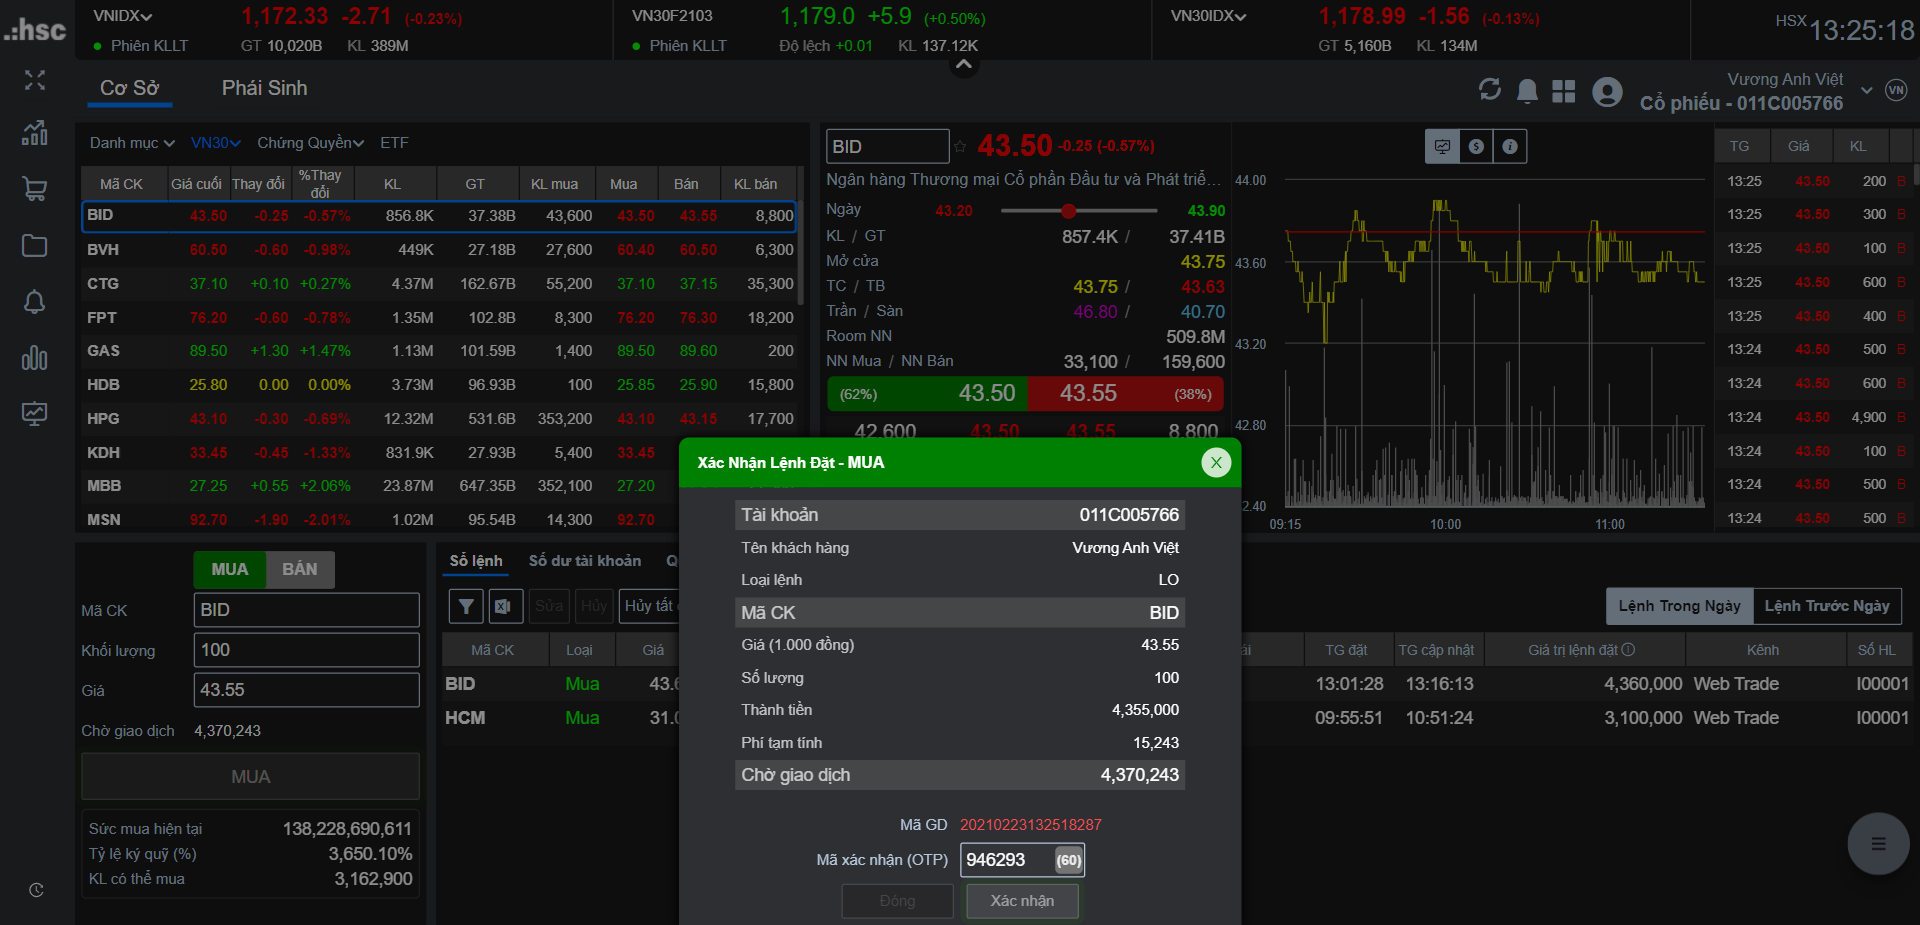 .:hsc
VNIDX 1,172.33 -2.71 (-0.23%)
Phiên KLLT GT 10,020B KL 389M
VN30F2103 1,179.0 +5.9 (+0.50%)
Phiên KLLT Độ lệch +0.01 KL 137.12K
VN30IDX 1,178.99 -1.56 (-0.13%)
GT 5,160B KL 134M
HSX 13:25:18
Cơ Sở Phái Sinh
Vương Anh Việt
Cổ phiếu - 011C005766
VN
Danh mục VN30 Chứng Quyền ETF
Mã CK Giá cuối Thay đổi %Thay đổi KL GT KL mua Mua Bán KL bán
BID 43.50 -0.25 -0.57% 856.8K 37.38B 43,600 43.50 43.55 8,800
BVH 60.50 -0.60 -0.98% 449K 27.18B 27,600 60.40 60.50 6,300
CTG 37.10 +0.10 +0.27% 4.37M 162.67B 55,200 37.10 37.15 35,300
FPT 76.20 -0.60 -0.78% 1.35M 102.8B 8,300 76.20 76.30 18,200
GAS 89.50 +1.30 +1.47% 1.13M 101.59B 1,400 89.50 89.60 200
HDB 25.80 0.00 0.00% 3.73M 96.93B 100 25.85 25.90 15,800
HPG 43.10 -0.30 -0.69% 12.32M 531.6B 353,200 43.10 43.15 17,700
KDH 33.45 -0.45 -1.33% 831.9K 27.93B 5,400 33.45
MBB 27.25 +0.55 +2.06% 23.87M 647.35B 352,100 27.20
MSN 92.70 -1.90 -2.01% 1.02M 95.54B 14,300 92.70
BID 43.50 -0.25 (-0.57%)
Ngân hàng Thương mại Cổ phần Đầu tư và Phát triể...
Ngày 43.20 43.90
KL / GT 857.4K / 37.41B
Mở cửa 43.75
TC / TB 43.75 / 43.63
Trần / Sàn 46.80 / 40.70
Room NN 509.8M
NN Mua / NN Bán 33,100 / 159,600
(62%) 43.50 43.55 (38%)
42,600 43.50 43.55 8,800
44.00
43.60
43.20
42.80
2.40
09:15 10:00 11:00
TG Giá KL
13:25 43.50 200 B
13:25 43.50 300 B
13:25 43.50 100 B
13:25 43.50 600 B
13:25 43.50 400 B
13:24 43.50 500 B
13:24 43.50 600 B
13:24 43.50 4,900 B
13:24 43.50 100 B
13:24 43.50 500 B
13:24 43.50 500 B
MUA BÁN
Mã CK BID
Khối lượng 100
Giá 43.55
Chờ giao dịch 4,370,243
MUA
Sức mua hiện tại 138,228,690,611
Tỷ lệ ký quỹ (%) 3,650.10%
KL có thể mua 3,162,900
Sổ lệnh Số dư tài khoản Q
Sửa Hủy Hủy tất
Lệnh Trong Ngày Lệnh Trước Ngày
Mã CK Loại Giá ái TG đặt TG cập nhật Giá trị lệnh đặt Kênh Số HL
BID Mua 43.6 13:01:28 13:16:13 4,360,000 Web Trade I00001
HCM Mua 31.0 09:55:51 10:51:24 3,100,000 Web Trade I00001
Xác Nhận Lệnh Đặt - MUA X
Tài khoản 011C005766
Tên khách hàng Vương Anh Việt
Loại lệnh LO
Mã CK BID
Giá (1.000 đồng) 43.55
Số lượng 100
Thành tiền 4,355,000
Phí tạm tính 15,243
Chờ giao dịch 4,370,243
Mã GD 20210223132518287
Mã xác nhận (OTP) 946293 (60)
Đóng Xác nhận